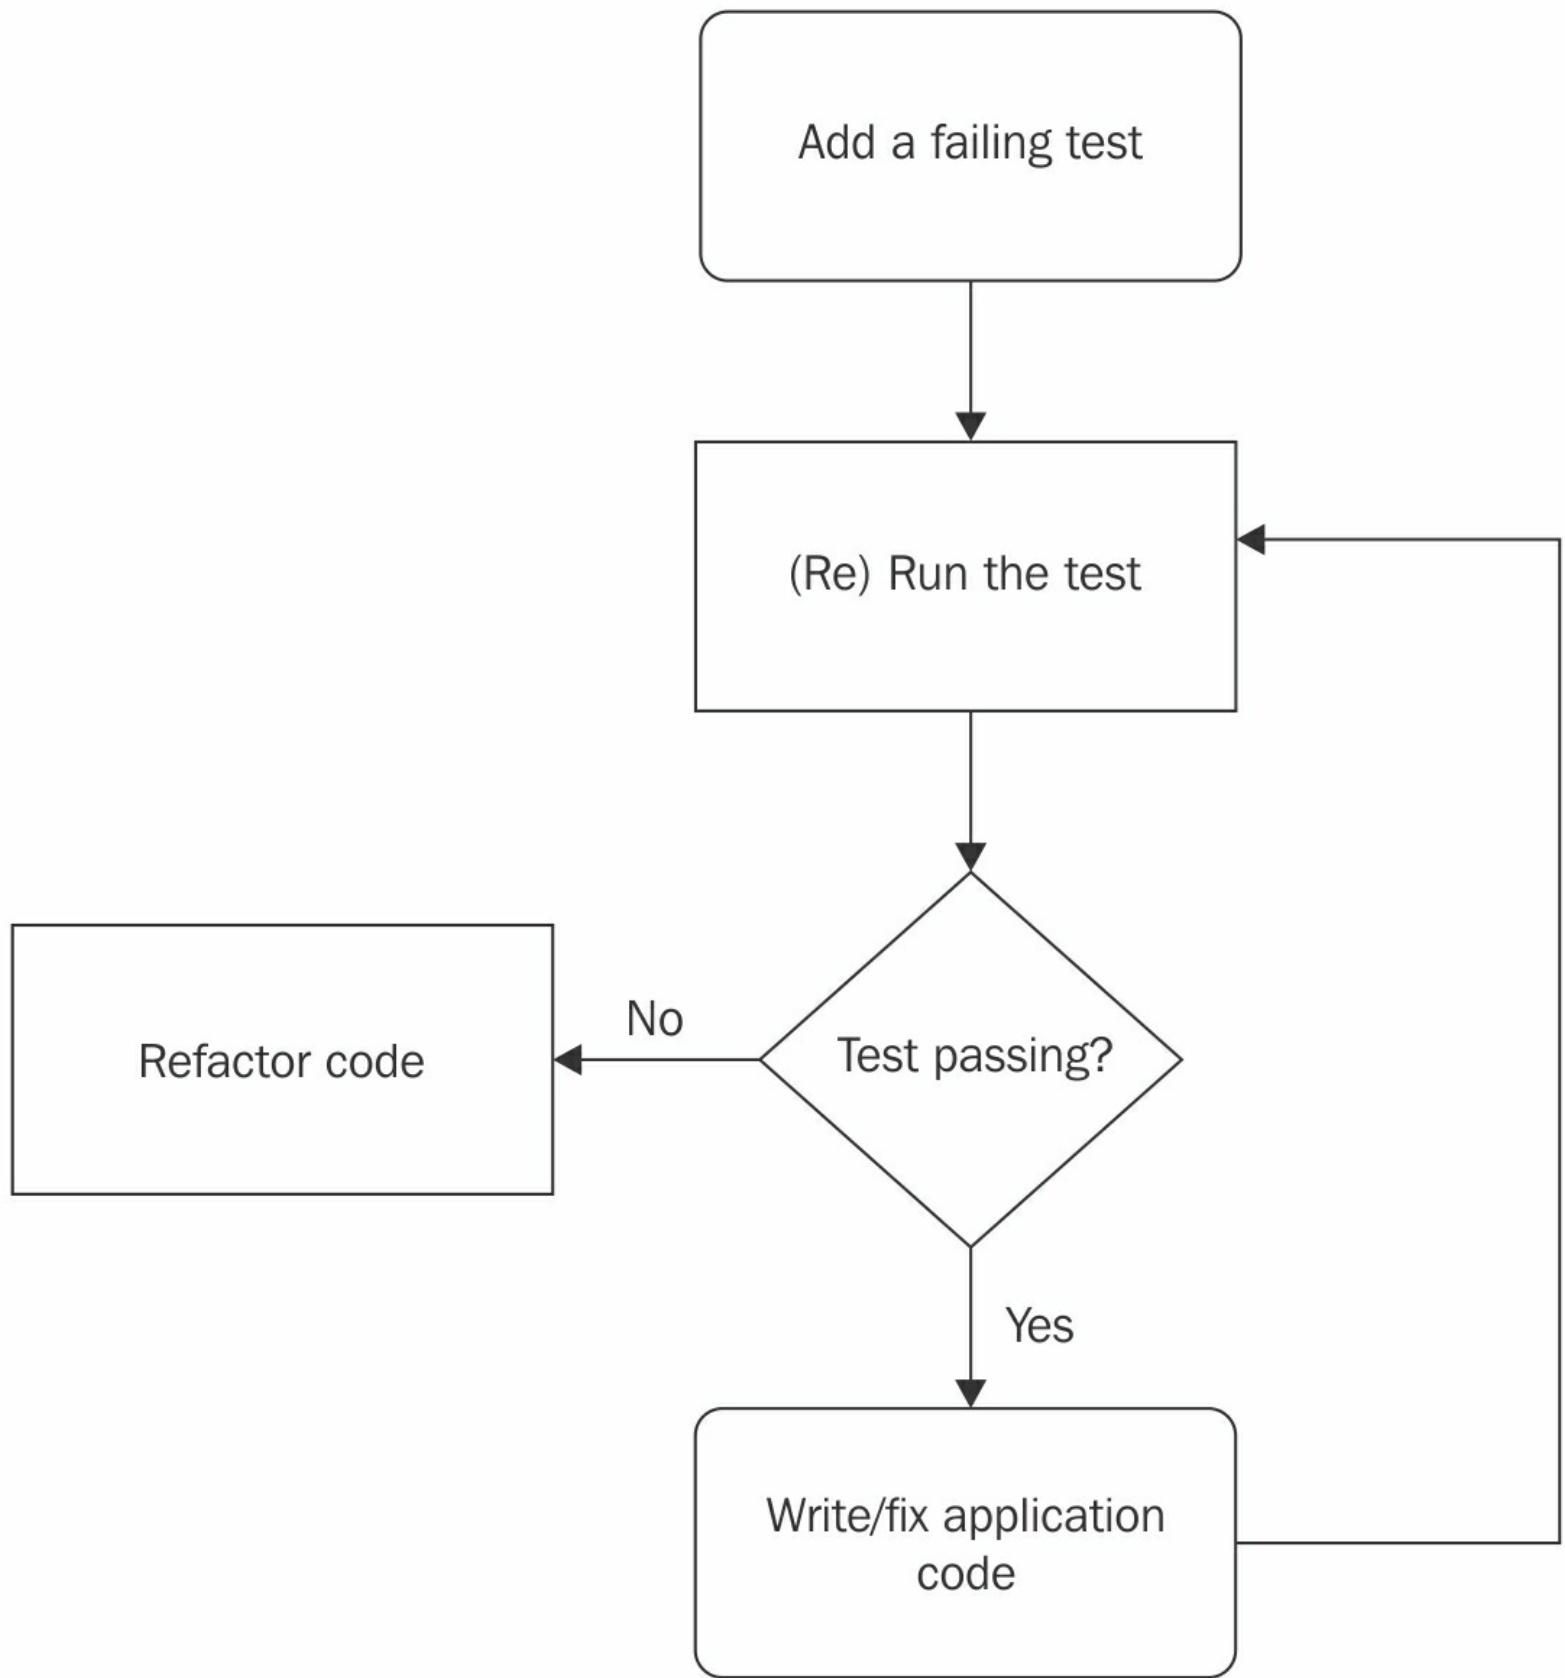 Add a failing test
(Re) Run the test
No
Refactor code
Test passing?
Yes
Write/fix application
code